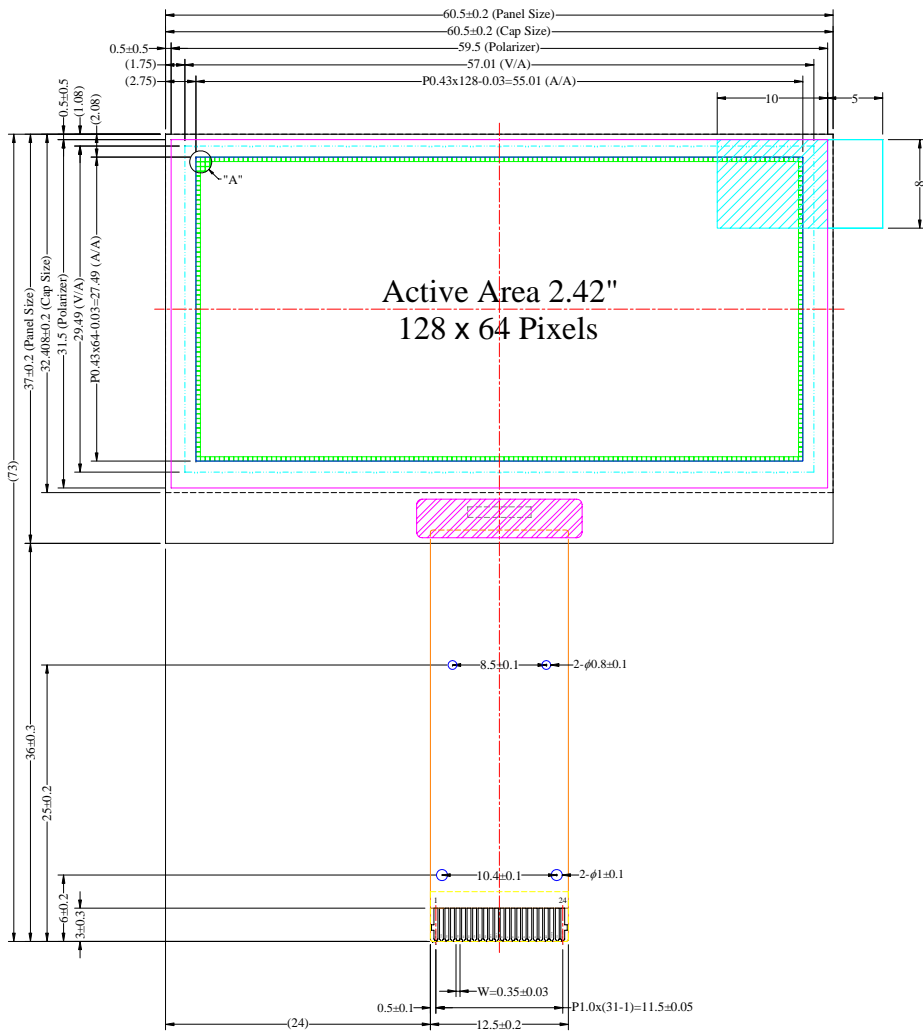 60.5±0.2 (Panel Size)
60.5±0.2 (Cap Size)
0.5±0.5
59.5 (Polarizer)
(1.75)
57.01 (V/A)
(2.75)
P0.43x128-0.03=55.01 (A/A)
0.5±0.5
(1.08)
(2.08)
10
5
8
"A"
Active Area 2.42"
128 x 64 Pixels
(73)
37±0.2 (Panel Size)
32.408±0.2 (Cap Size)
31.5 (Polarizer)
29.49 (V/A)
P0.43x64-0.03=27.49 (A/A)
8.5±0.1
2-ϕ0.8±0.1
36±0.3
25±0.2
10.4±0.1
2-ϕ1±0.1
6±0.2
3±0.3
1
24
W=0.35±0.03
0.5±0.1
P1.0x(31-1)=11.5±0.05
(24)
12.5±0.2